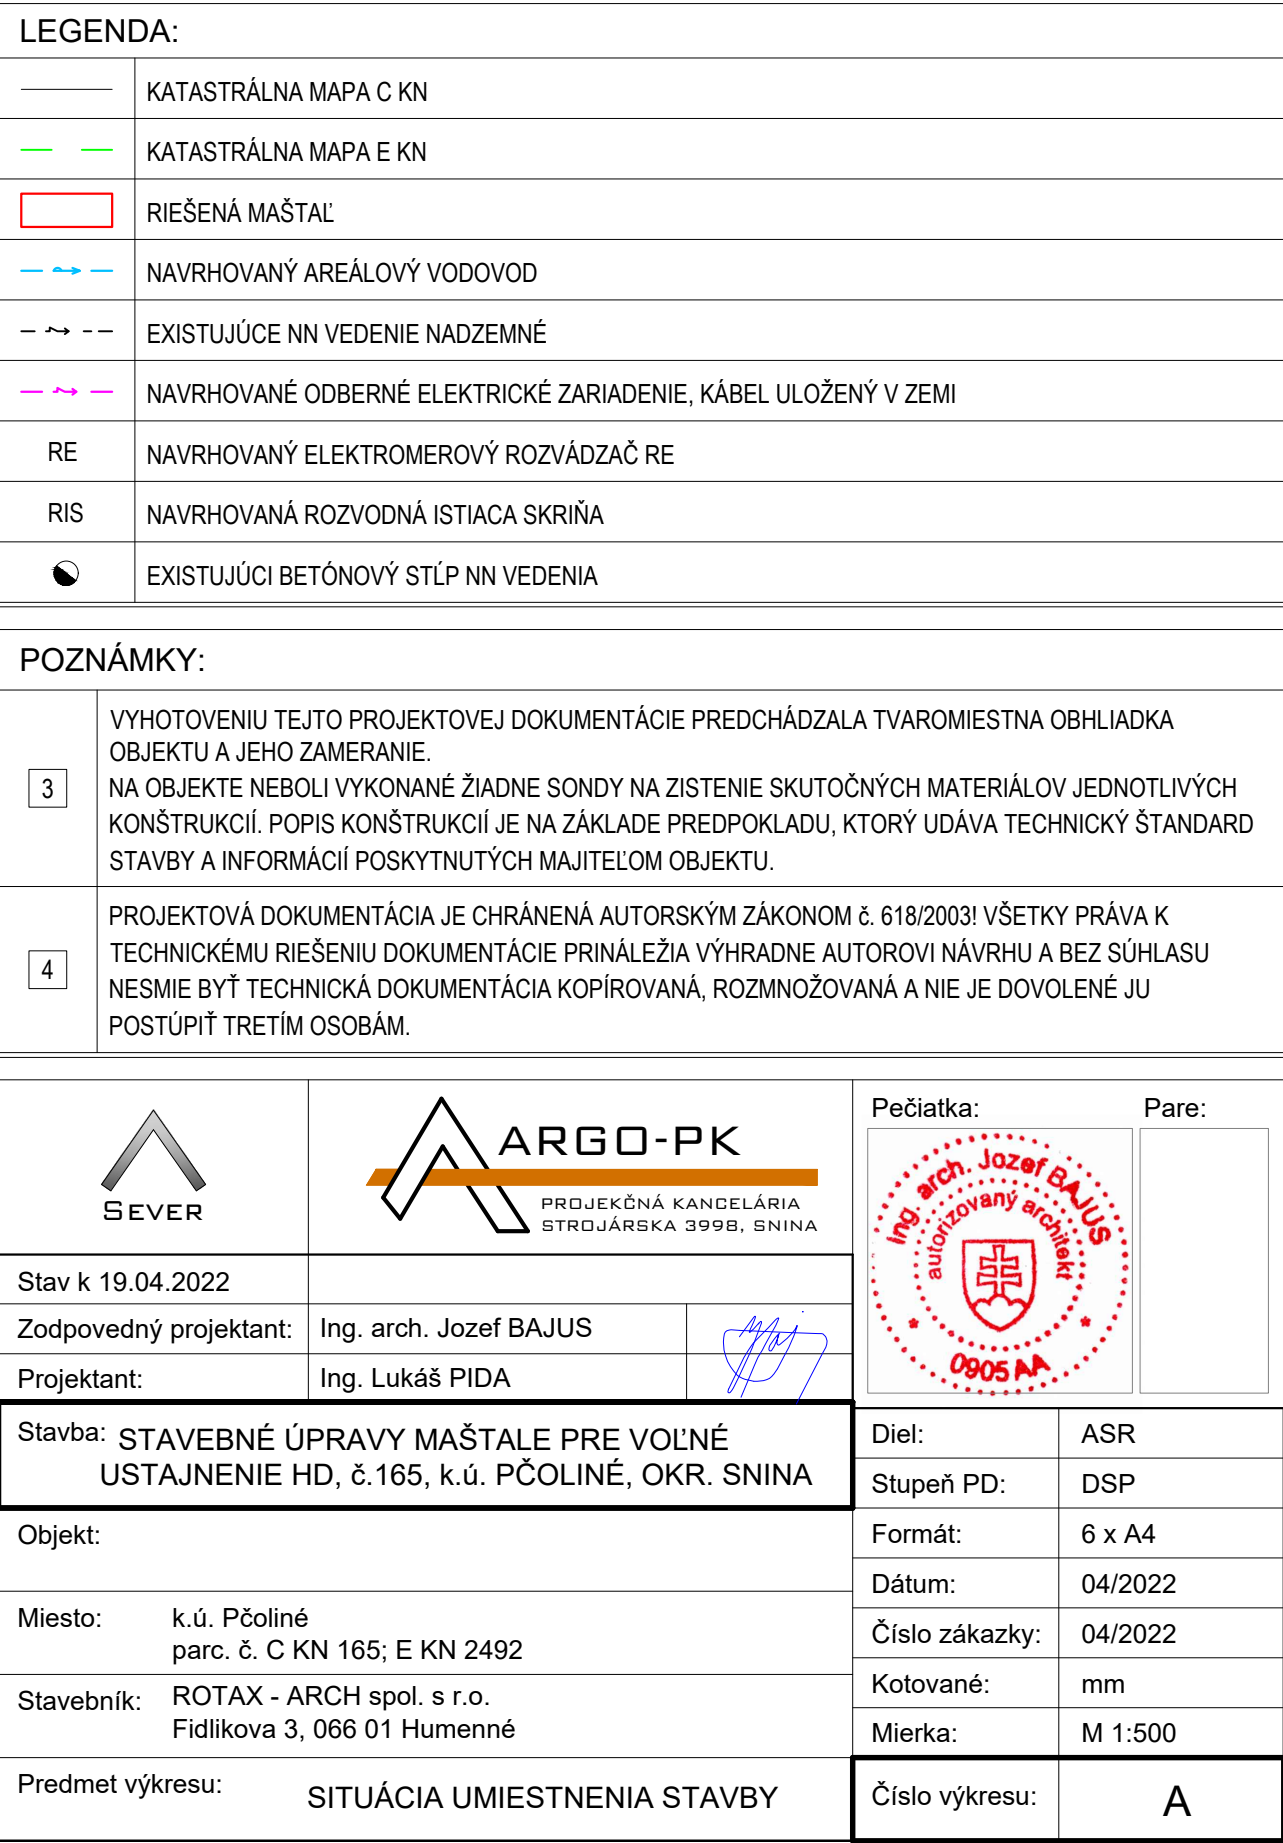 LEGENDA:
KATASTRÁLNA MAPA C KN
KATASTRÁLNA MAPA E KN
RIEŠENÁ MAŠTAĽ
NAVRHOVANÝ AREÁLOVÝ VODOVOD
EXISTUJÚCE NN VEDENIE NADZEMNÉ
NAVRHOVANÉ ODBERNÉ ELEKTRICKÉ ZARIADENIE, KÁBEL ULOŽENÝ V ZEMI
RE NAVRHOVANÝ ELEKTROMEROVÝ ROZVÁDZAČ RE
RIS NAVRHOVANÁ ROZVODNÁ ISTIACA SKRIŇA
EXISTUJÚCI BETÓNOVÝ STĹP NN VEDENIA
POZNÁMKY:
3
VYHOTOVENIU TEJTO PROJEKTOVEJ DOKUMENTÁCIE PREDCHÁDZALA TVAROMIESTNA OBHLIADKA
OBJEKTU A JEHO ZAMERANIE.
NA OBJEKTE NEBOLI VYKONANÉ ŽIADNE SONDY NA ZISTENIE SKUTOČNÝCH MATERIÁLOV JEDNOTLIVÝCH
KONŠTRUKCIÍ. POPIS KONŠTRUKCIÍ JE NA ZÁKLADE PREDPOKLADU, KTORÝ UDÁVA TECHNICKÝ ŠTANDARD
STAVBY A INFORMÁCIÍ POSKYTNUTÝCH MAJITEĽOM OBJEKTU.
4
PROJEKTOVÁ DOKUMENTÁCIA JE CHRÁNENÁ AUTORSKÝM ZÁKONOM č. 618/2003! VŠETKY PRÁVA K
TECHNICKÉMU RIEŠENIU DOKUMENTÁCIE PRINÁLEŽIA VÝHRADNE AUTOROVI NÁVRHU A BEZ SÚHLASU
NESMIE BYŤ TECHNICKÁ DOKUMENTÁCIA KOPÍROVANÁ, ROZMNOŽOVANÁ A NIE JE DOVOLENÉ JU
POSTÚPIŤ TRETÍM OSOBÁM.
SEVER
ARGO-PK
PROJEKČNÁ KANCELÁRIA
STROJÁRSKA 3998, SNINA
Pečiatka:
Pare:
Ing. arch. Jozef BAJUS
autorizovaný architekt
* 0905 AA *
Stav k 19.04.2022
Zodpovedný projektant: Ing. arch. Jozef BAJUS
Projektant: Ing. Lukáš PIDA
Stavba: STAVEBNÉ ÚPRAVY MAŠTALE PRE VOĽNÉ
USTAJNENIE HD, č.165, k.ú. PČOLINÉ, OKR. SNINA
Objekt:
Miesto: k.ú. Pčoliné
parc. č. C KN 165; E KN 2492
Stavebník: ROTAX - ARCH spol. s r.o.
Fidlikova 3, 066 01 Humenné
Predmet výkresu: SITUÁCIA UMIESTNENIA STAVBY
Diel: ASR
Stupeň PD: DSP
Formát: 6 x A4
Dátum: 04/2022
Číslo zákazky: 04/2022
Kotované: mm
Mierka: M 1:500
Číslo výkresu: A